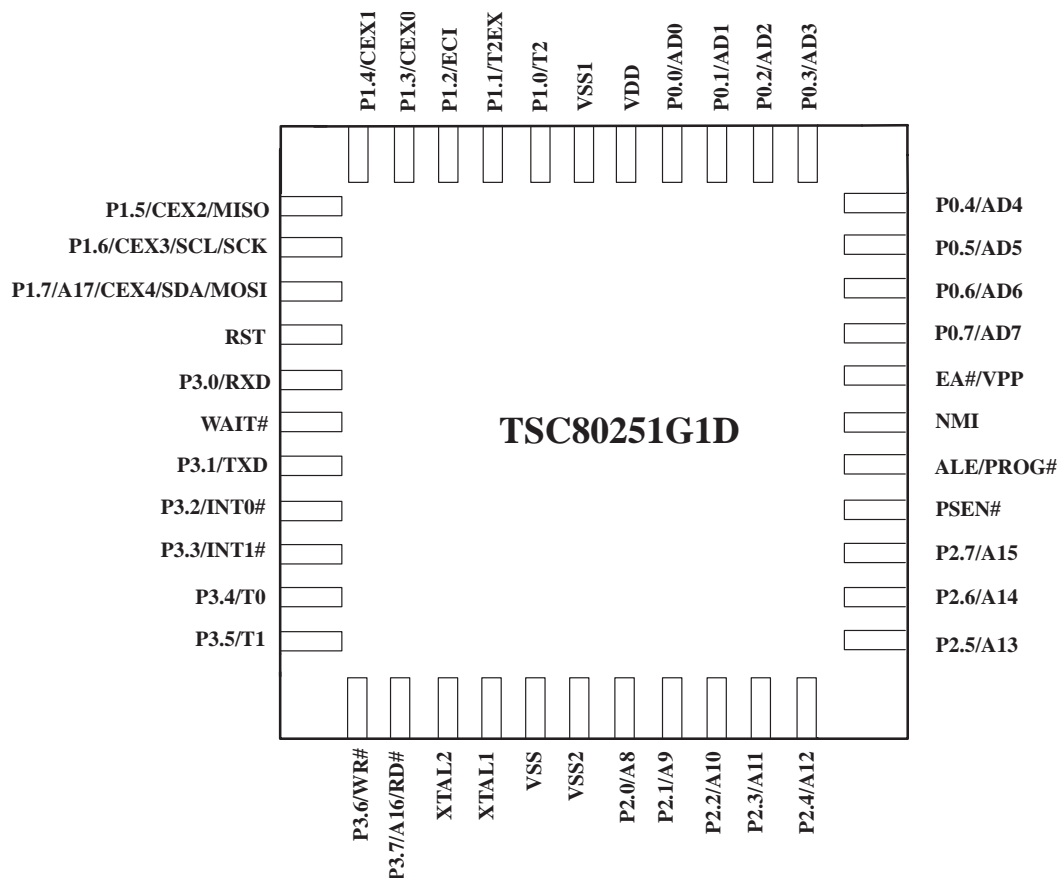 P1.4/CEX1
P1.3/CEX0
P1.2/ECI
P1.1/T2EX
P1.0/T2
VSS1
VDD
P0.0/AD0
P0.1/AD1
P0.2/AD2
P0.3/AD3
P1.5/CEX2/MISO
P1.6/CEX3/SCL/SCK
P1.7/A17/CEX4/SDA/MOSI
RST
P3.0/RXD
WAIT#
P3.1/TXD
P3.2/INT0#
P3.3/INT1#
P3.4/T0
P3.5/T1
TSC80251G1D
P0.4/AD4
P0.5/AD5
P0.6/AD6
P0.7/AD7
EA#/VPP
NMI
ALE/PROG#
PSEN#
P2.7/A15
P2.6/A14
P2.5/A13
P3.6/WR#
P3.7/A16/RD#
XTAL2
XTAL1
VSS
VSS2
P2.0/A8
P2.1/A9
P2.2/A10
P2.3/A11
P2.4/A12